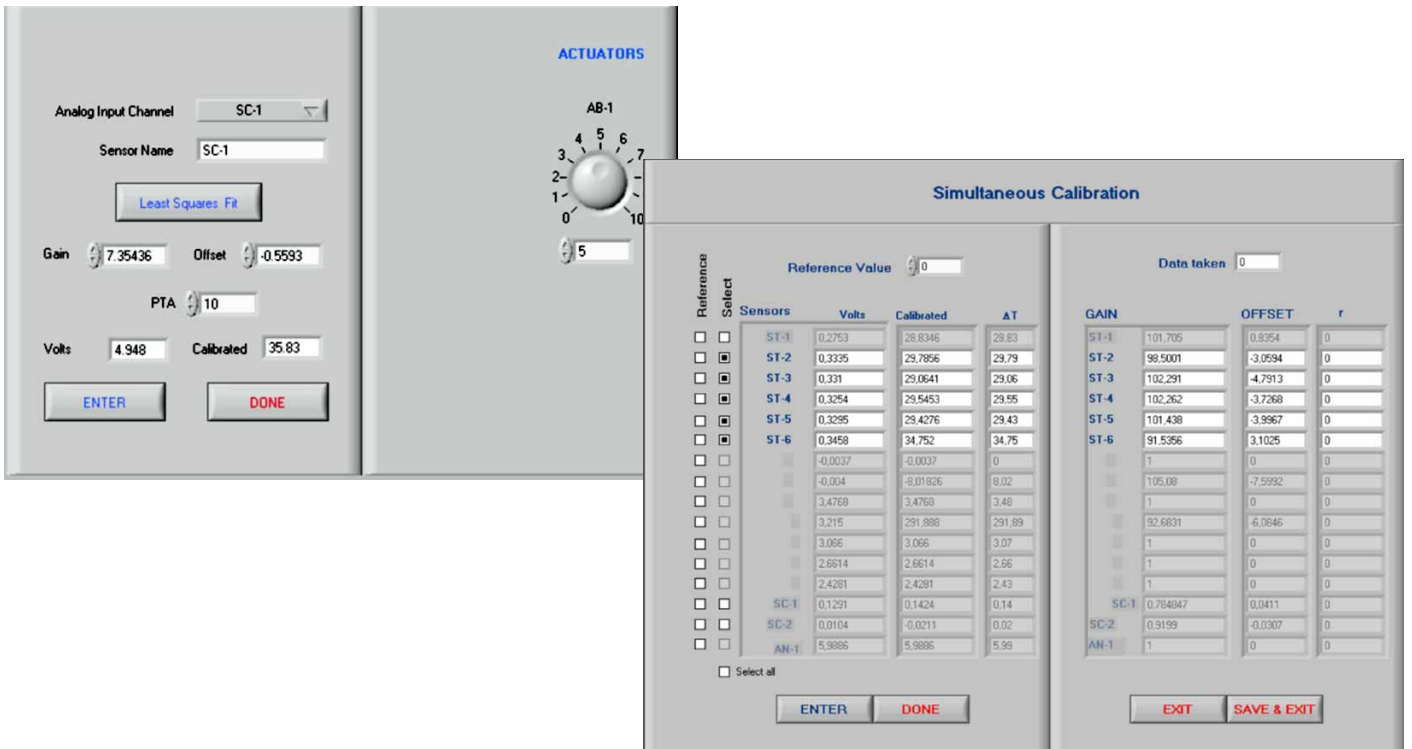 ACTUATORS
Analog Input Channel SC-1
Sensor Name SC-1
Least Squares Fit
Gain 7.35436 Offset -0.5593
PTA 10
Volts 4.948 Calibrated 35.83
ENTER DONE
AB-1
0 1 2 3 4 5 6 7 10
5
Simultaneous Calibration
Reference Value 0 Data taken 0
Reference Select Sensors Volts Calibrated ΔT GAIN OFFSET r
ST-1 0,2753 28,8346 28,83 ST-1 101,705 0,8354 0
ST-2 0,3335 29,7856 29,79 ST-2 98,5001 -3,0594 0
ST-3 0,331 29,0641 29,06 ST-3 102,291 -4,7913 0
ST-4 0,3254 29,5453 29,55 ST-4 102,262 -3,7268 0
ST-5 0,3295 29,4276 29,43 ST-5 101,438 -3,9967 0
ST-6 0,3458 34,752 34,75 ST-6 91,5356 3,1025 0
-0,0037 -0,0037 0 1 0 0
-0,004 -8,01826 8,02 105,08 -7,5992 0
3,4768 3,4768 3,48 1 0 0
3,215 291,888 291,89 92,6831 -6,0846 0
3,066 3,066 3,07 1 0 0
2,6614 2,6614 2,66 1 0 0
2,4281 2,4281 2,43 1 0 0
SC-1 0,1291 0,1424 0,14 SC-1 0,784847 0,0411 0
SC-2 0,0104 -0,0211 0,02 SC-2 0,9199 -0,0307 0
AN-1 5,9886 5,9886 5,99 AN-1 1 0 0
Select all
ENTER DONE EXIT SAVE & EXIT